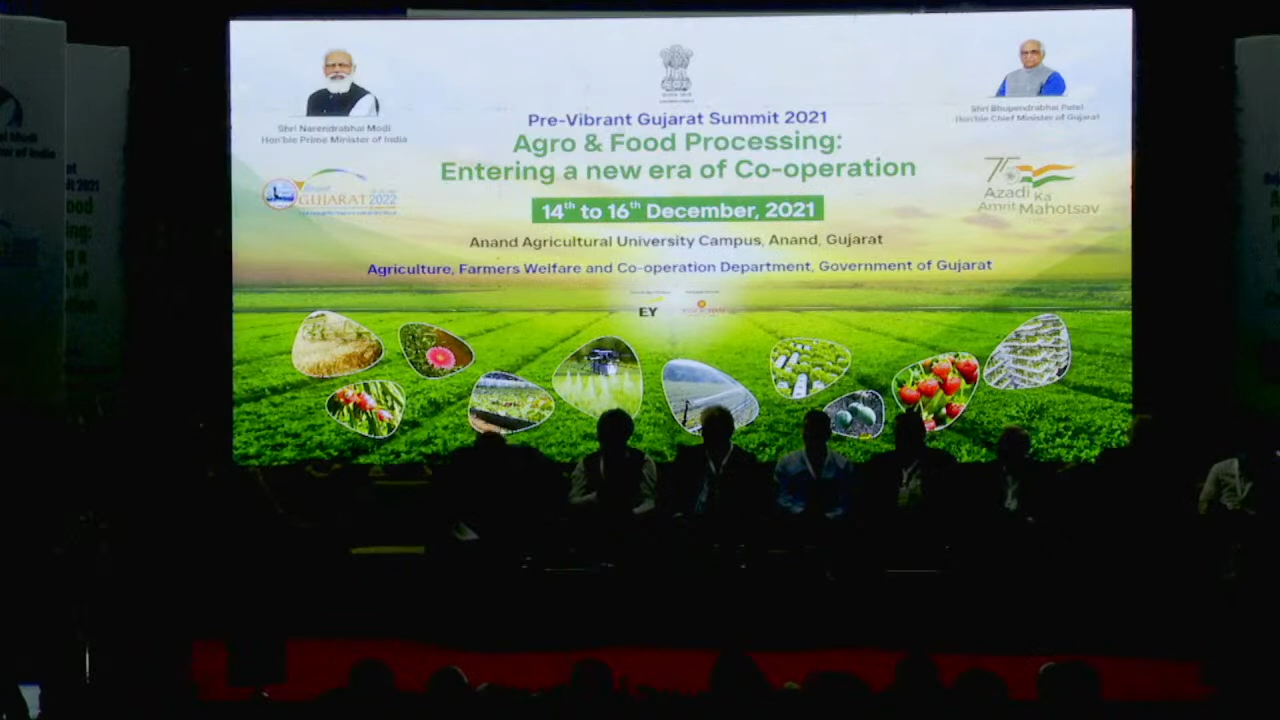 Shri Narendrabhai Modi
Hon'ble Prime Minister of India
Shri Bhupendrabhai Patel
Hon'ble Chief Minister of Gujarat
Pre-Vibrant Gujarat Summit 2021
Agro & Food Processing:
Entering a new era of Co-operation
GUJARAT 2022
75
Azadi Ka
Amrit Mahotsav
14th to 16th December, 2021
Anand Agricultural University Campus, Anand, Gujarat
Agriculture, Farmers Welfare and Co-operation Department, Government of Gujarat
EY